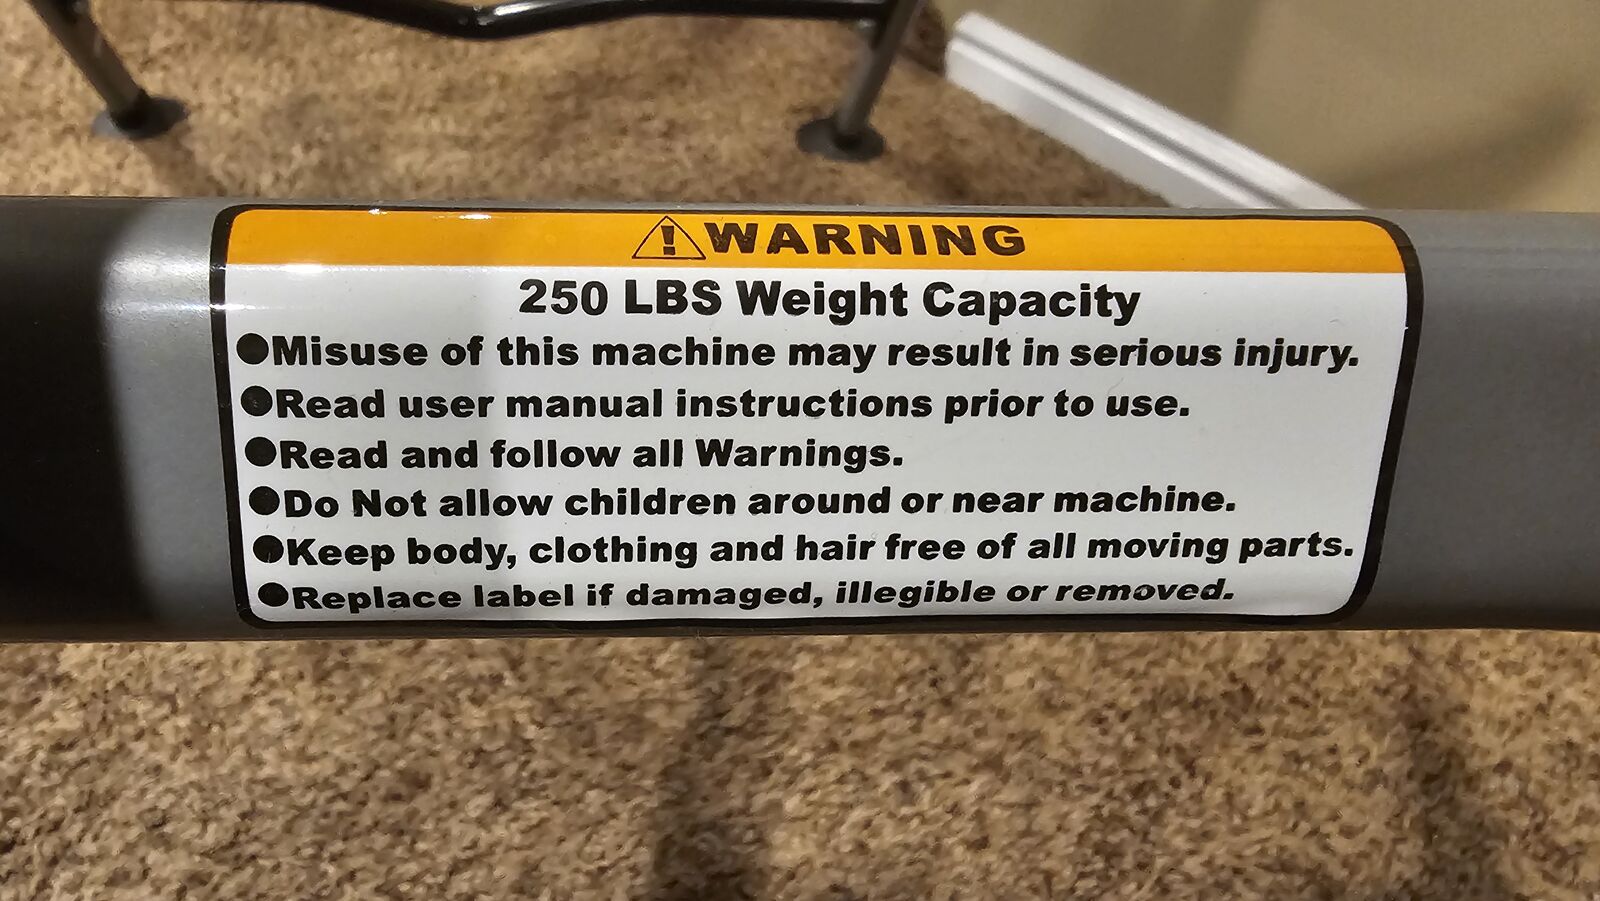 WARNING
250 LBS Weight Capacity
●Misuse of this machine may result in serious injury.
●Read user manual instructions prior to use.
●Read and follow all Warnings.
●Do Not allow children around or near machine.
●Keep body, clothing and hair free of all moving parts.
●Replace label if damaged, illegible or removed.